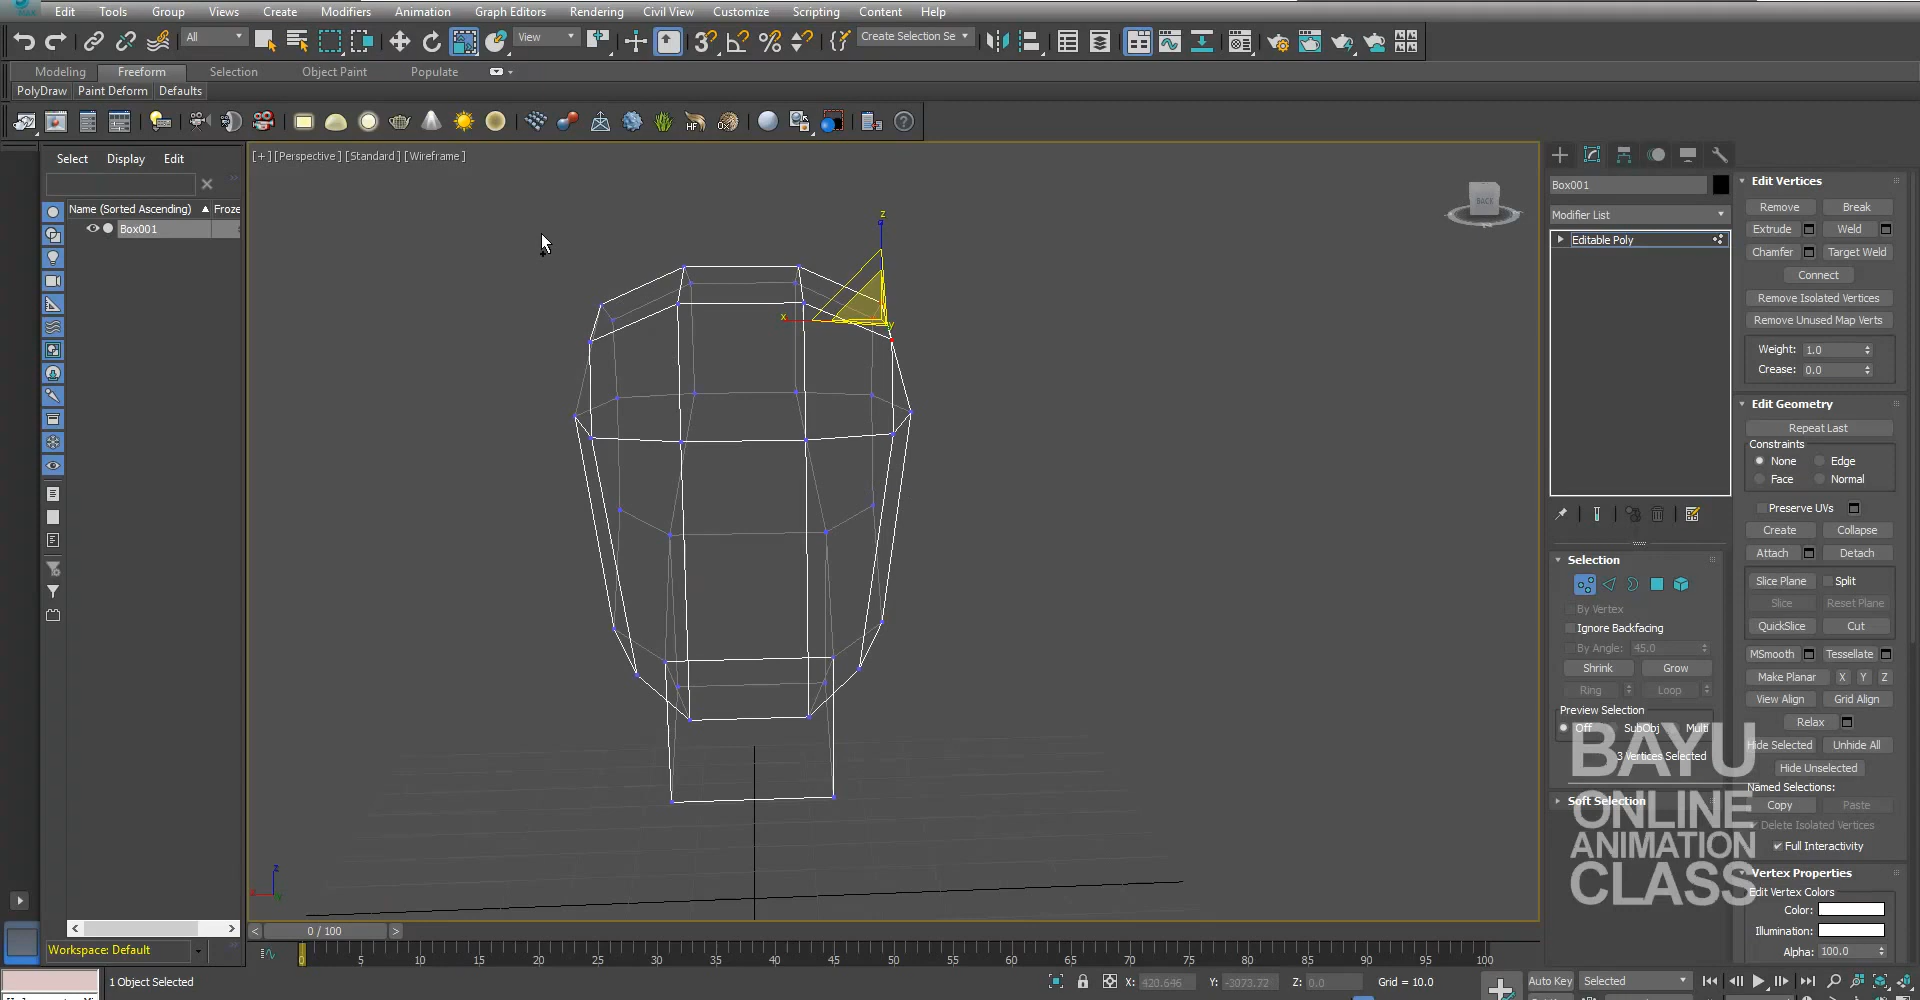 Edit Tools Group Views Create Modifiers Animation Graph Editors Rendering Civil View Customize Scripting Content Help
All View Create Selection Se
Modeling Freeform Selection Object Paint Populate
PolyDraw Paint Deform Defaults
Select Display Edit
Name (Sorted Ascending) Froze
Box001
[+] [Perspective] [Standard] [Wireframe]
BACK
z
x
y
z
Box001
Modifier List
Editable Poly
Selection
By Vertex
Ignore Backfacing
By Angle: 45.0
Shrink Grow
Ring Loop
Preview Selection
Off SubObj Multi
3 Vertices Selected
Soft Selection
Edit Vertices
Remove Break
Extrude Weld
Chamfer Target Weld
Connect
Remove Isolated Vertices
Remove Unused Map Verts
Weight: 1.0
Crease: 0.0
Edit Geometry
Repeat Last
Constraints
None Edge
Face Normal
Preserve UVs
Create Collapse
Attach Detach
Slice Plane Split
Slice Reset Plane
QuickSlice Cut
MSmooth Tessellate
Make Planar X Y Z
View Align Grid Align
Relax
Hide Selected Unhide All
Hide Unselected
Named Selections:
Copy Paste
Delete Isolated Vertices
Full Interactivity
Vertex Properties
Edit Vertex Colors
Color:
Illumination:
Alpha: 100.0
BAYU
ONLINE
ANIMATION
CLASS
< 0 / 100 >
Workspace: Default
0 5 10 15 20 25 30 35 40 45 50 55 60 65 70 75 80 85 90 95 100
1 Object Selected
X: 420.646 Y: -3073.72 Z: 0.0 Grid = 10.0
Auto Key Selected